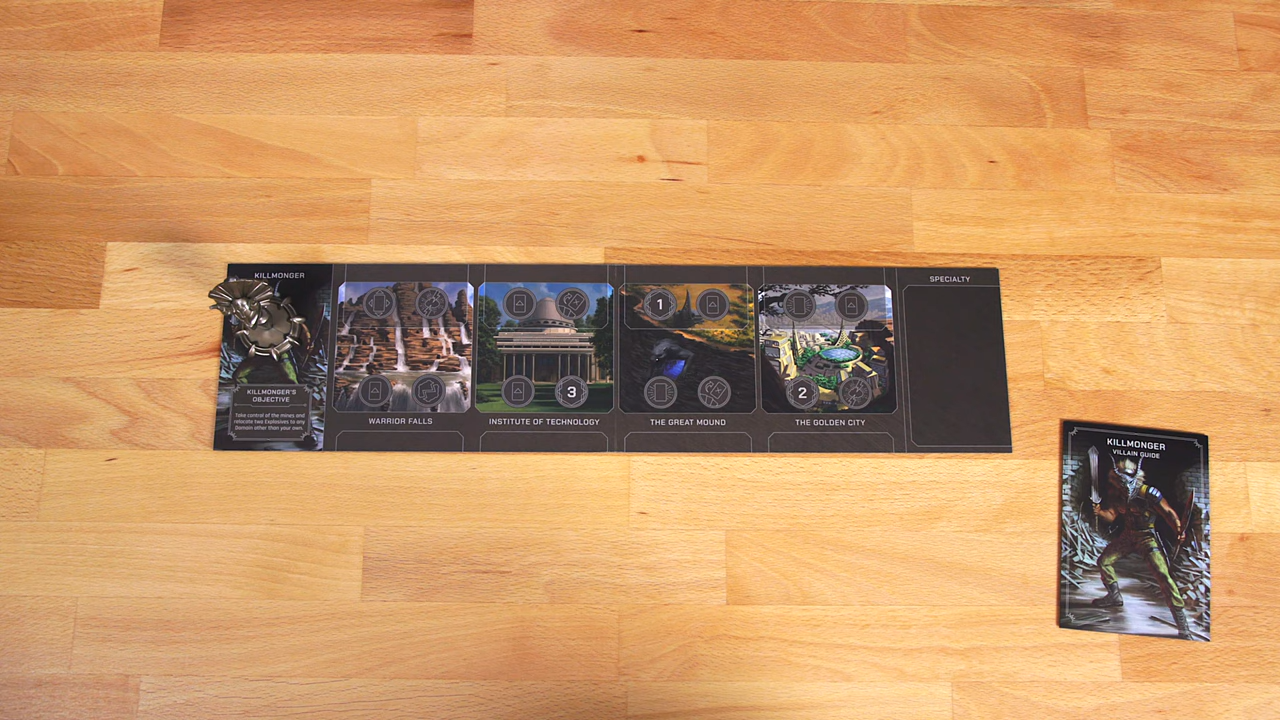 KILLMONGER
SPECIALTY
1
3
2
KILLMONGER'S
OBJECTIVE
Take control of the mines and
relocate two Explosives to any
Domain other than your own.
WARRIOR FALLS
INSTITUTE OF TECHNOLOGY
THE GREAT MOUND
THE GOLDEN CITY
KILLMONGER
VILLAIN GUIDE